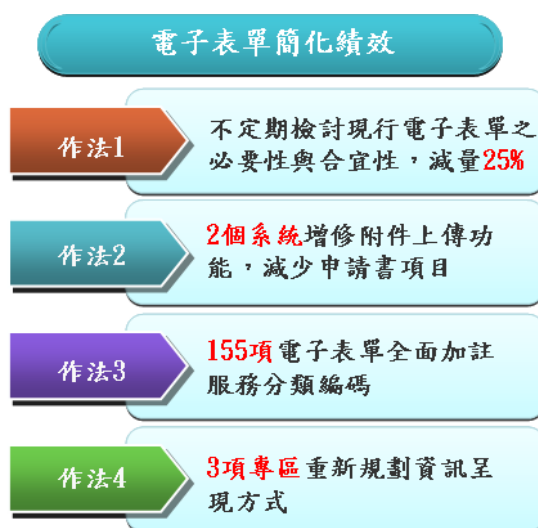 電子表單簡化績效
作法1
不定期檢討現行電子表單之
必要性與合宜性，減量25%
作法2
2個系統增修附件上傳功
能，減少申請書項目
作法3
155項電子表單全面加註
服務分類編碼
作法4
3項專區重新規劃資訊呈
現方式